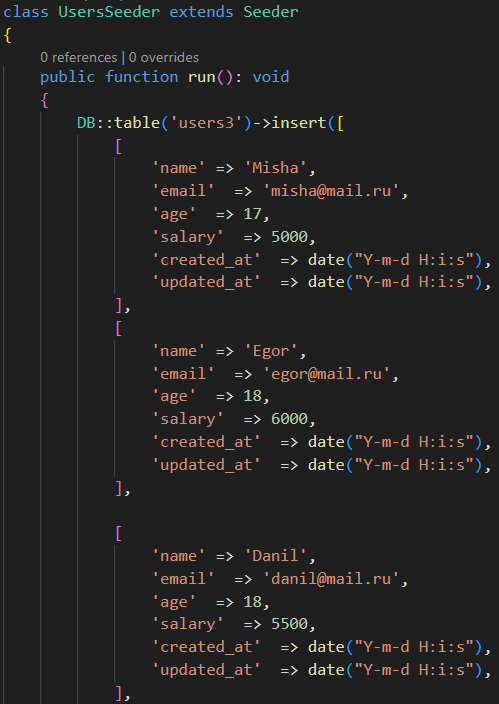 class UsersSeeder extends Seeder
{
0 references | 0 overrides
public function run(): void
{
DB::table('users3')->insert([
[
'name' => 'Misha',
'email'  => 'misha@mail.ru',
'age'  => 17,
'salary'  => 5000,
'created_at'  => date("Y-m-d H:i:s"),
'updated_at'  => date("Y-m-d H:i:s"),
],
[
'name' => 'Egor',
'email'  => 'egor@mail.ru',
'age'  => 18,
'salary'  => 6000,
'created_at'  => date("Y-m-d H:i:s"),
'updated_at'  => date("Y-m-d H:i:s"),
],
[
'name' => 'Danil',
'email'  => 'danil@mail.ru',
'age'  => 18,
'salary'  => 5500,
'created_at'  => date("Y-m-d H:i:s"),
'updated_at'  => date("Y-m-d H:i:s"),
],